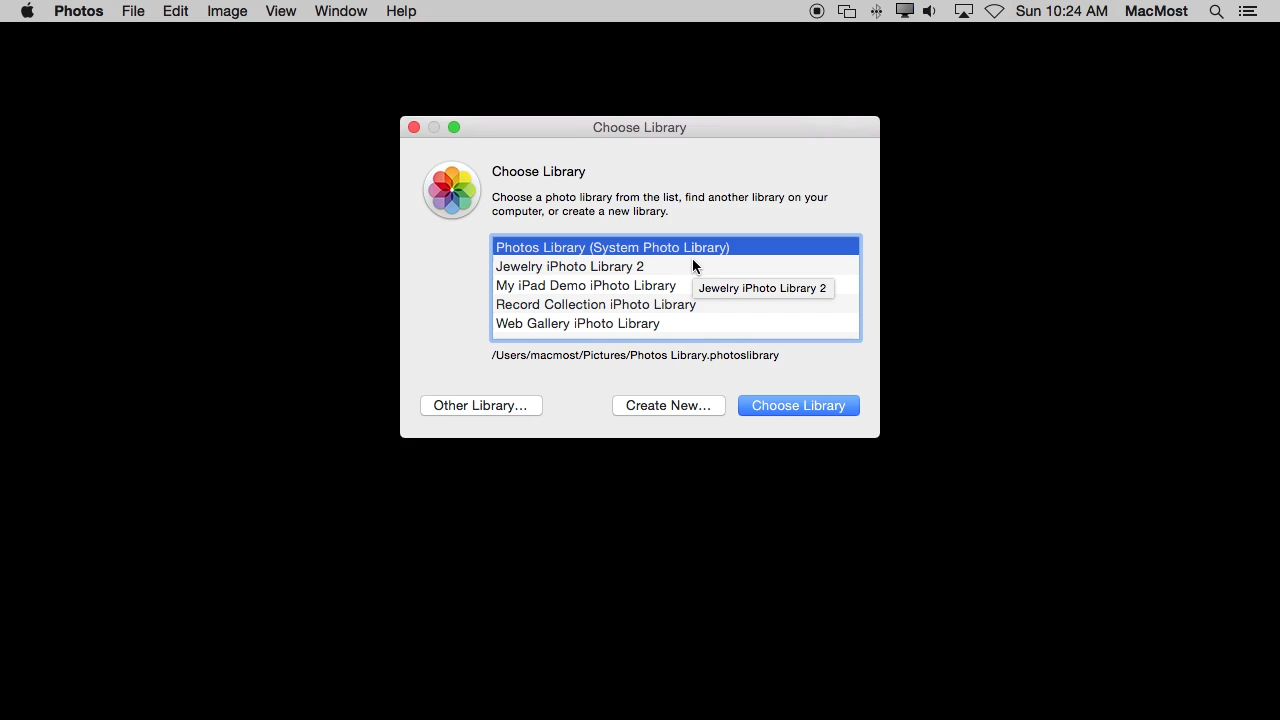 Photos File Edit Image View Window Help Sun 10:24 AM MacMost
Choose Library
Choose Library
Choose a photo library from the list, find another library on your
computer, or create a new library.
Photos Library (System Photo Library)
Jewelry iPhoto Library 2
My iPad Demo iPhoto Library
Jewelry iPhoto Library 2
Record Collection iPhoto Library
Web Gallery iPhoto Library
/Users/macmost/Pictures/Photos Library.photoslibrary
Other Library... Create New... Choose Library